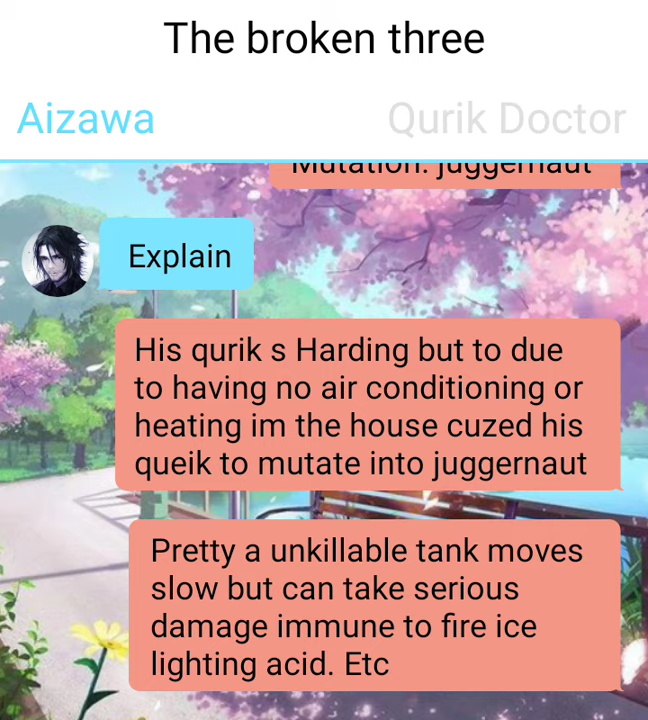 The broken three
Aizawa
Qurik Doctor
Mutation: juggernaut
Explain
His qurik s Harding but to due
to having no air conditioning or
heating im the house cuzed his
queik to mutate into juggernaut
Pretty a unkillable tank moves
slow but can take serious
damage immune to fire ice
lighting acid. Etc